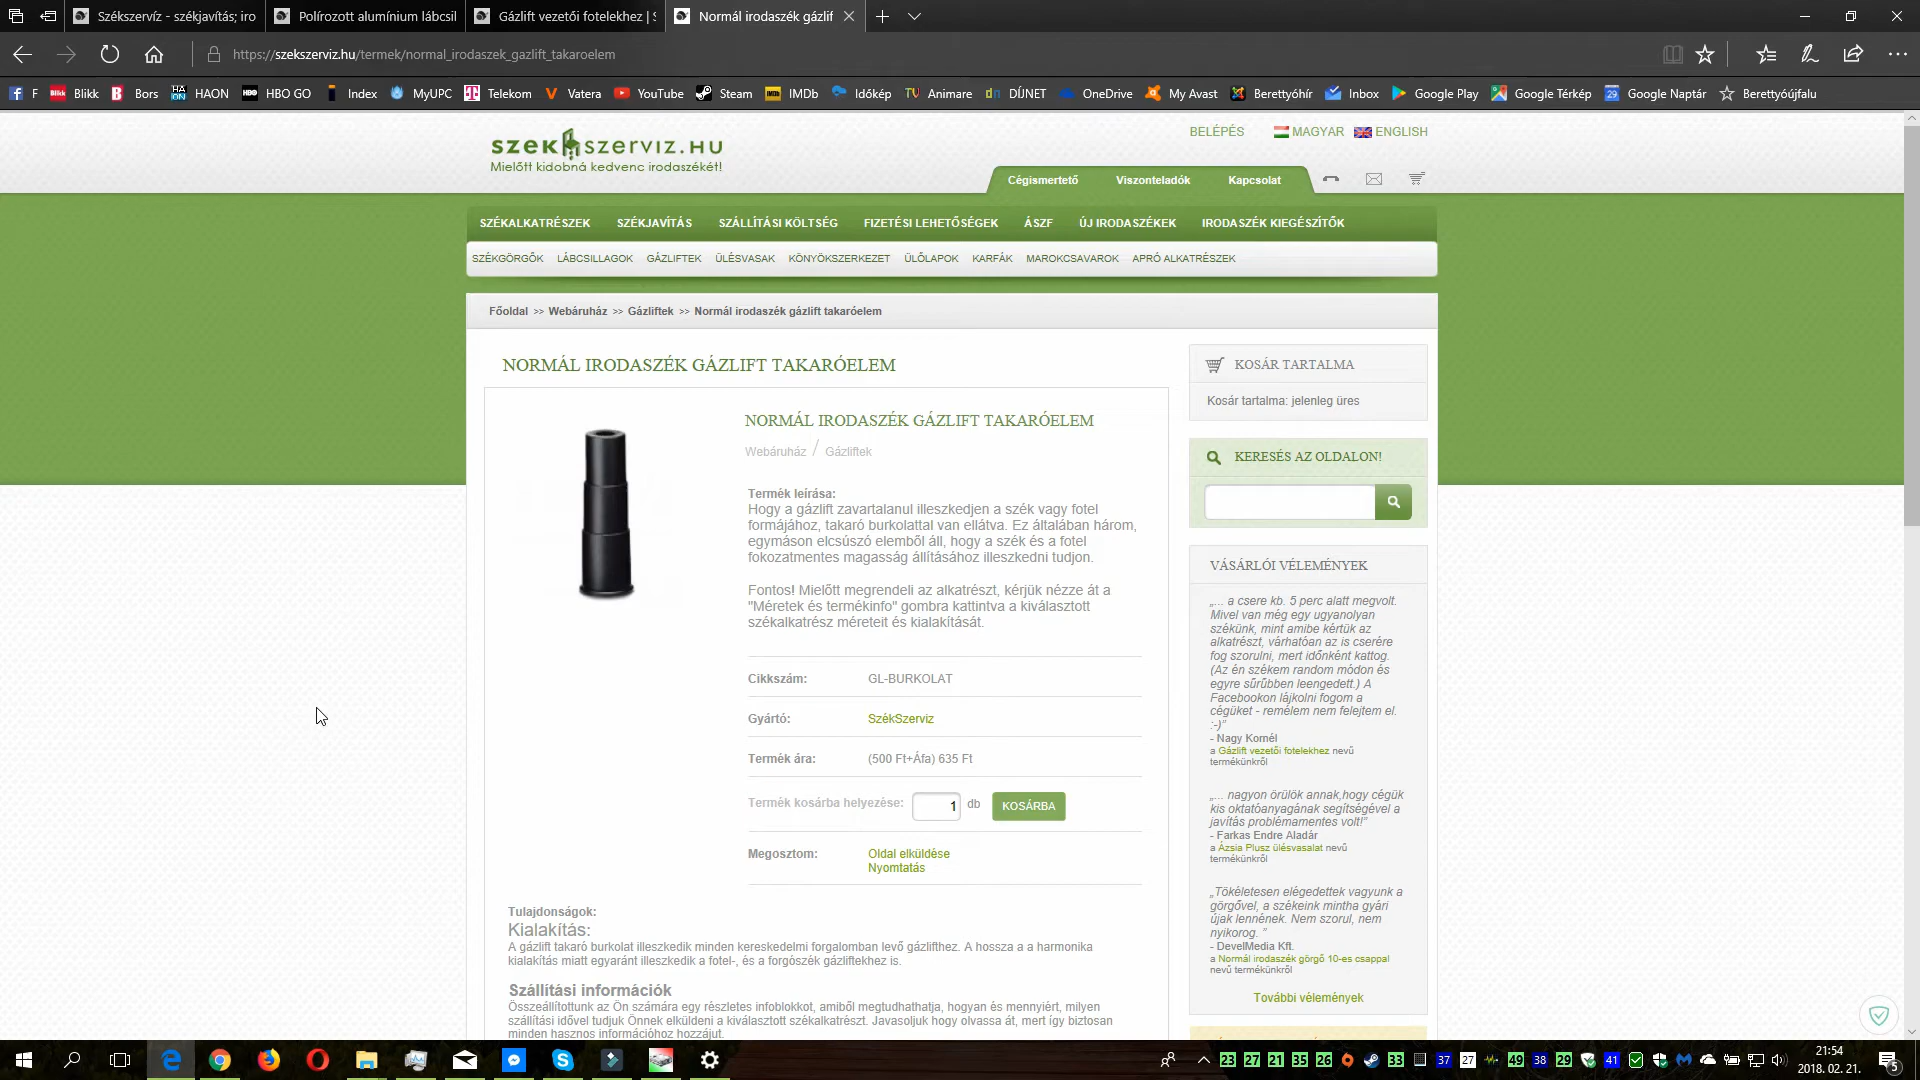 Székszervíz - székjavítás; iro
Polírozott alumínium lábcsil
Gázlift vezetői fotelekhez | S
Normál irodaszék gázlif
https://szekszerviz.hu/termek/normal_irodaszek_gazlift_takaroelem
F Blikk Bors HAON HBO GO Index MyUPC Telekom Vatera YouTube Steam IMDb Időkép Animare DÍJNET OneDrive My Avast Berettyóhír Inbox Google Play Google Térkép Google Naptár Berettyóújfalu
szekszerviz.HU
Mielőtt kidobná kedvenc irodaszékét!
BELÉPÉS MAGYAR ENGLISH
Cégismertető Viszonteladók Kapcsolat
SZÉKALKATRÉSZEK SZÉKJAVÍTÁS SZÁLLÍTÁSI KÖLTSÉG FIZETÉSI LEHETŐSÉGEK ÁSZF ÚJ IRODASZÉKEK IRODASZÉK KIEGÉSZÍTŐK
SZÉKGÖRGŐK LÁBCSILLAGOK GÁZLIFTEK ÜLÉSVASAK KÖNYÖKSZERKEZET ÜLŐLAPOK KARFÁK MAROKCSAVAROK APRÓ ALKATRÉSZEK
Főoldal >> Webáruház >> Gázliftek >> Normál irodaszék gázlift takaróelem
NORMÁL IRODASZÉK GÁZLIFT TAKARÓELEM
NORMÁL IRODASZÉK GÁZLIFT TAKARÓELEM
Webáruház / Gázliftek
Termék leírása:
Hogy a gázlift zavartalanul illeszkedjen a szék vagy fotel
formájához, takaró burkolattal van ellátva. Ez általában három,
egymáson elcsúszó elemből áll, hogy a szék és a fotel
fokozatmentes magasság állításához illeszkedni tudjon.
Fontos! Mielőtt megrendeli az alkatrészt, kérjük nézze át a
"Méretek és termékinfo" gombra kattintva a kiválasztott
székalkatrész méreteit és kialakítását.
Cikkszám: GL-BURKOLAT
Gyártó: SzékSzerviz
Termék ára: (500 Ft+Áfa) 635 Ft
Termék kosárba helyezése: 1 db KOSÁRBA
Megosztom: Oldal elküldése
Nyomtatás
Tulajdonságok:
Kialakítás:
A gázlift takaró burkolat illeszkedik minden kereskedelmi forgalomban levő gázlifthez. A hossza a a harmonika
kialakítás miatt egyaránt illeszkedik a fotel-, és a forgószék gázliftekhez is.
Szállítási információk
Összeállítottunk az Ön számára egy részletes infoblokkot, amiből megtudhathatja, hogyan és mennyiért, milyen
szállítási idővel tudjuk Önnek elküldeni a kiválasztott székalkatrészt. Javasoljuk hogy olvassa át, mert így biztosan
minden hasznos információhoz hozzájut.
KOSÁR TARTALMA
Kosár tartalma: jelenleg üres
KERESÉS AZ OLDALON!
VÁSÁRLÓI VÉLEMÉNYEK
„... a csere kb. 5 perc alatt megvolt.
Mivel van még egy ugyanolyan
székünk, mint amibe kértük az
alkatrészt, várhatóan az is cserére
fog szorulni, mert időnként kattog.
(Az én székem random módon és
egyre sűrűbben leengedett.) A
Facebookon lájkolni fogom a
cégüket - remélem nem felejtem el.
:-)”
- Nagy Kornél
a Gázlift vezetői fotelekhez nevű
termékünkről
„... nagyon örülök annak,hogy cégük
kis oktatóanyagának segítségével a
javítás problémamentes volt!”
- Farkas Endre Aladár
a Ázsia Plusz ülésvasalat nevű
termékünkről
„Tökéletesen elégedettek vagyunk a
görgővel, a székeink mintha gyári
újak lennének. Nem szorul, nem
nyikorog. ”
- DevelMedia Kft.
a Normál irodaszék görgő 10-es csappal
nevű termékünkről
További vélemények
23 27 21 35 26 33 37 27 49 38 29 41
21:54
2018. 02. 21.
5